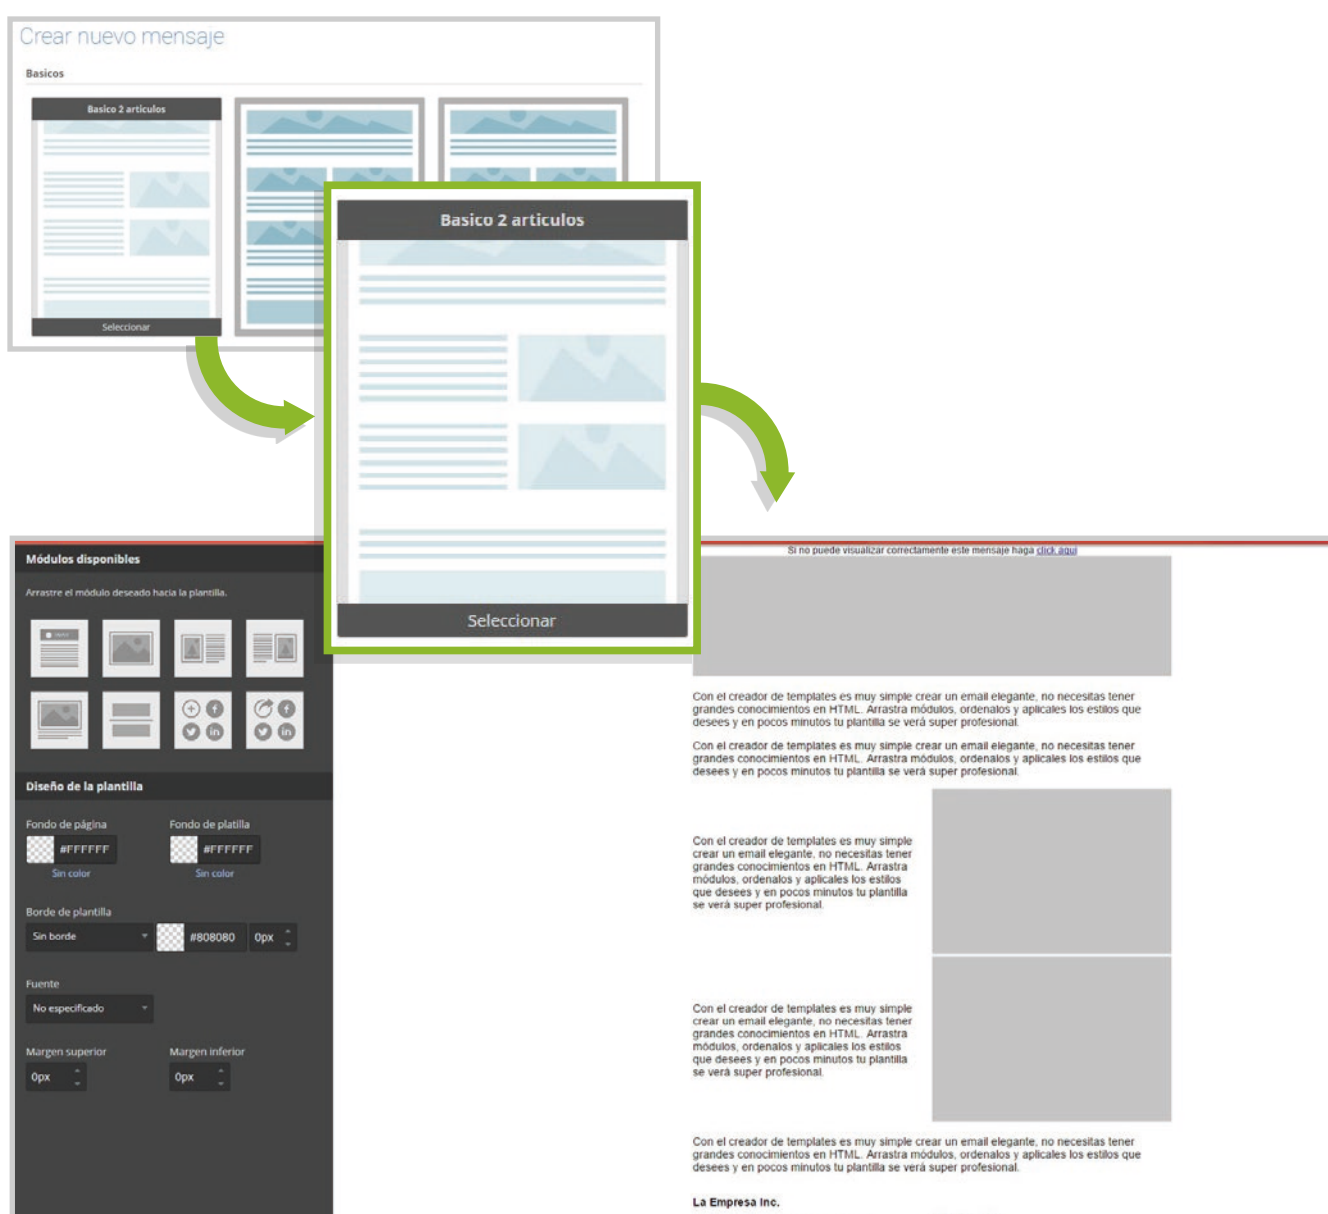 Crear nuevo mensaje
Basicos
Basico 2 articulos
Seleccionar
Basico 2 articulos
Seleccionar
Módulos disponibles
Arrastre el módulo deseado hacia la plantilla.
Diseño de la plantilla
Fondo de página
Fondo de platilla
#FFFFFF
#FFFFFF
Sin color
Sin color
Borde de plantilla
Sin borde
#808080
0px
Fuente
No especificado
Margen superior
Margen inferior
0px
0px
Si no puede visualizar correctamente este mensaje haga click aquí
Con el creador de templates es muy simple crear un email elegante, no necesitas tener
grandes conocimientos en HTML. Arrastra módulos, ordenalos y aplicales los estilos que
desees y en pocos minutos tu plantilla se verá super profesional.
Con el creador de templates es muy simple crear un email elegante, no necesitas tener
grandes conocimientos en HTML. Arrastra módulos, ordenalos y aplicales los estilos que
desees y en pocos minutos tu plantilla se verá super profesional.
Con el creador de templates es muy simple
crear un email elegante, no necesitas tener
grandes conocimientos en HTML. Arrastra
módulos, ordenalos y aplicales los estilos
que desees y en pocos minutos tu plantilla
se verá super profesional.
Con el creador de templates es muy simple
crear un email elegante, no necesitas tener
grandes conocimientos en HTML. Arrastra
módulos, ordenalos y aplicales los estilos
que desees y en pocos minutos tu plantilla
se verá super profesional.
Con el creador de templates es muy simple crear un email elegante, no necesitas tener
grandes conocimientos en HTML. Arrastra módulos, ordenalos y aplicales los estilos que
desees y en pocos minutos tu plantilla se verá super profesional.
La Empresa Inc.